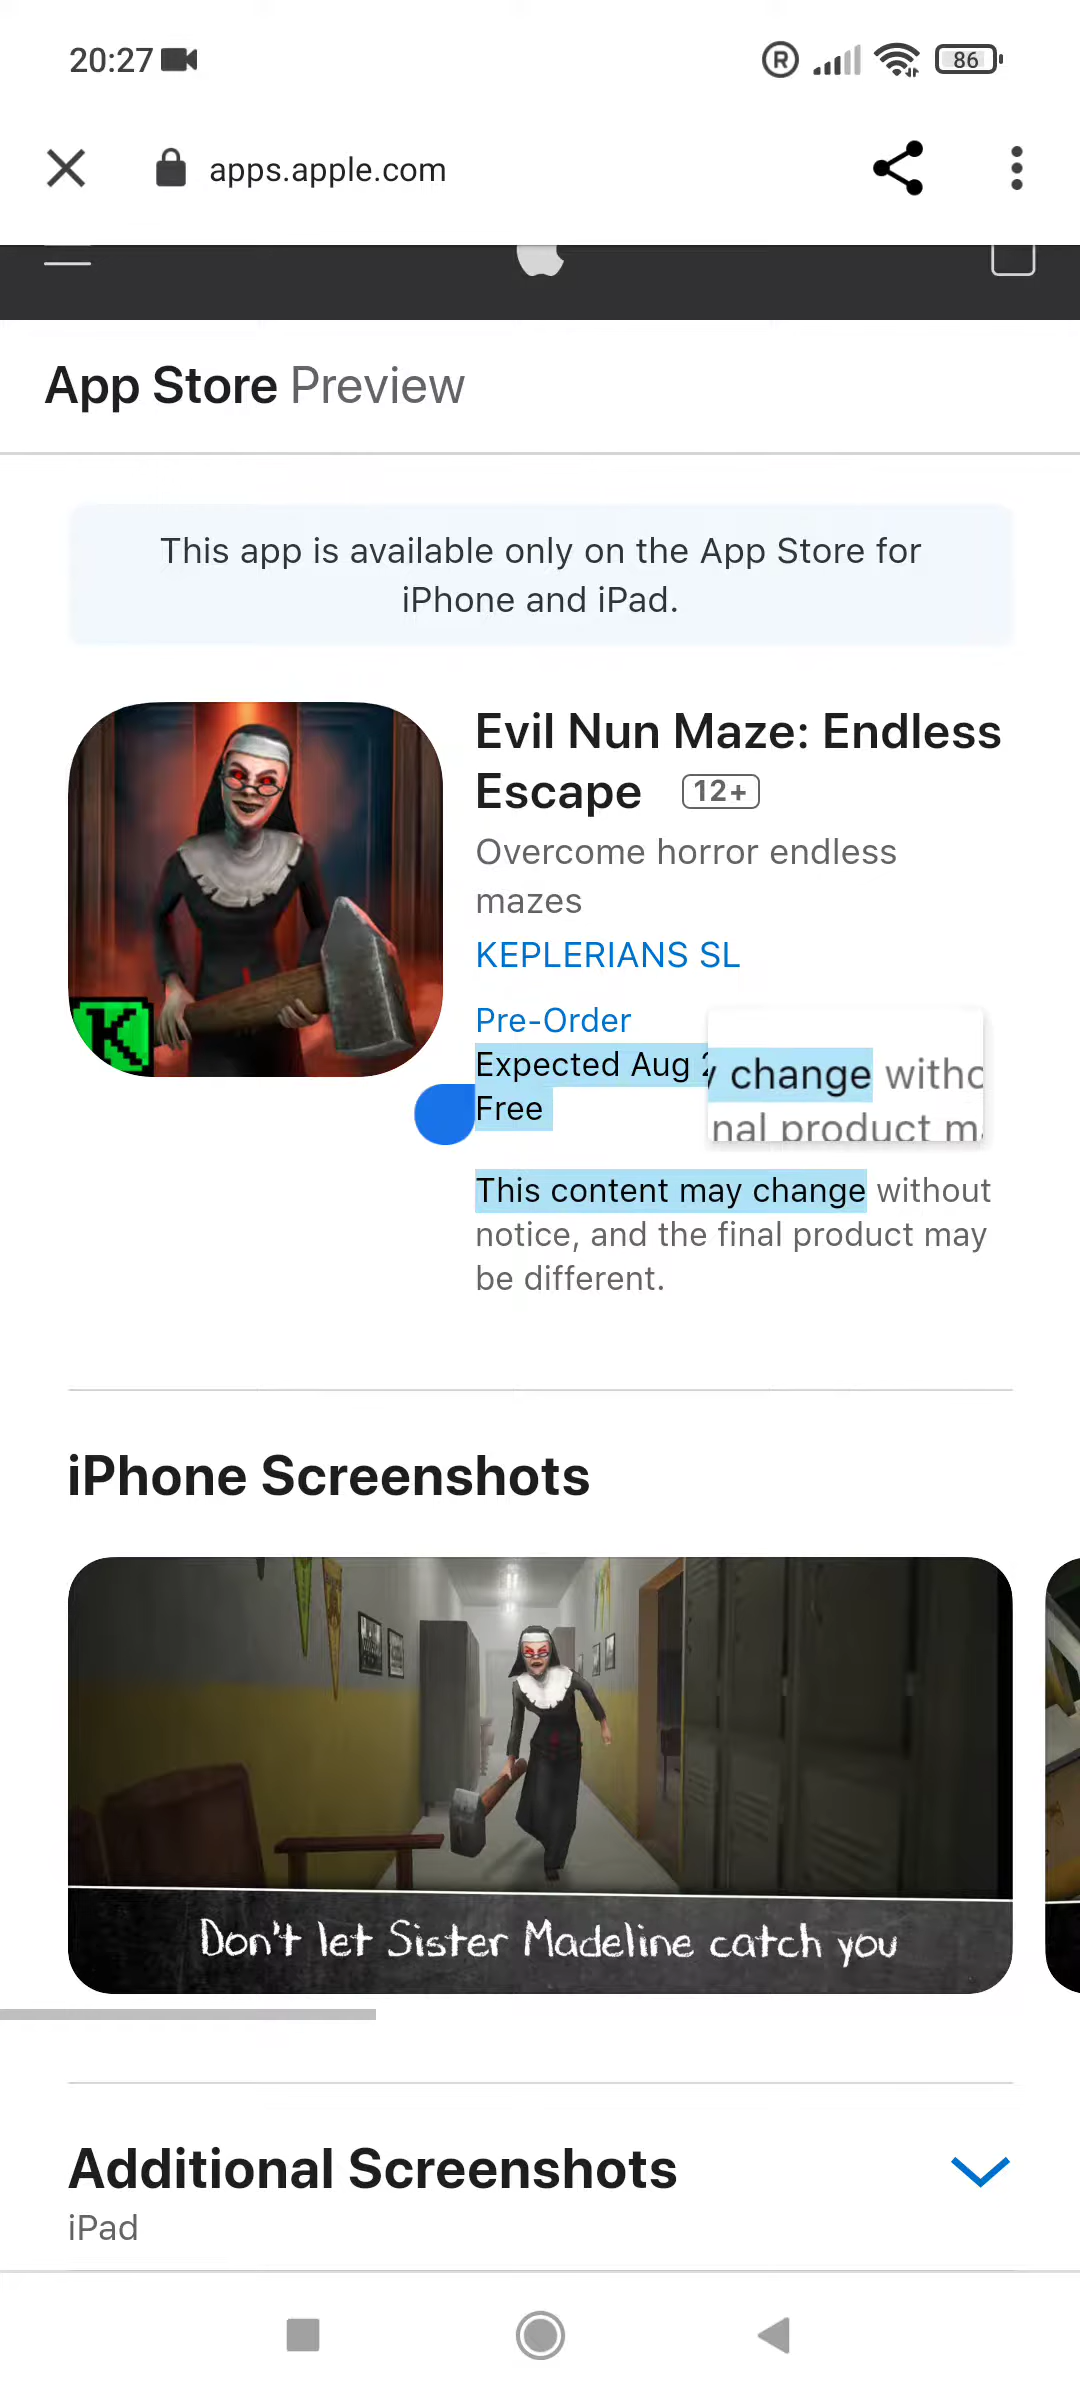 20:27
R
86
apps.apple.com
App Store Preview
This app is available only on the App Store for
iPhone and iPad.
Evil Nun Maze: Endless
Escape 12+
Overcome horror endless
mazes
KEPLERIANS SL
Pre-Order
Expected Aug
change
product
Free
This content may change without
notice, and the final product may
be different.
K
iPhone Screenshots
Don't let Sister Madeline catch you
Additional Screenshots
iPad